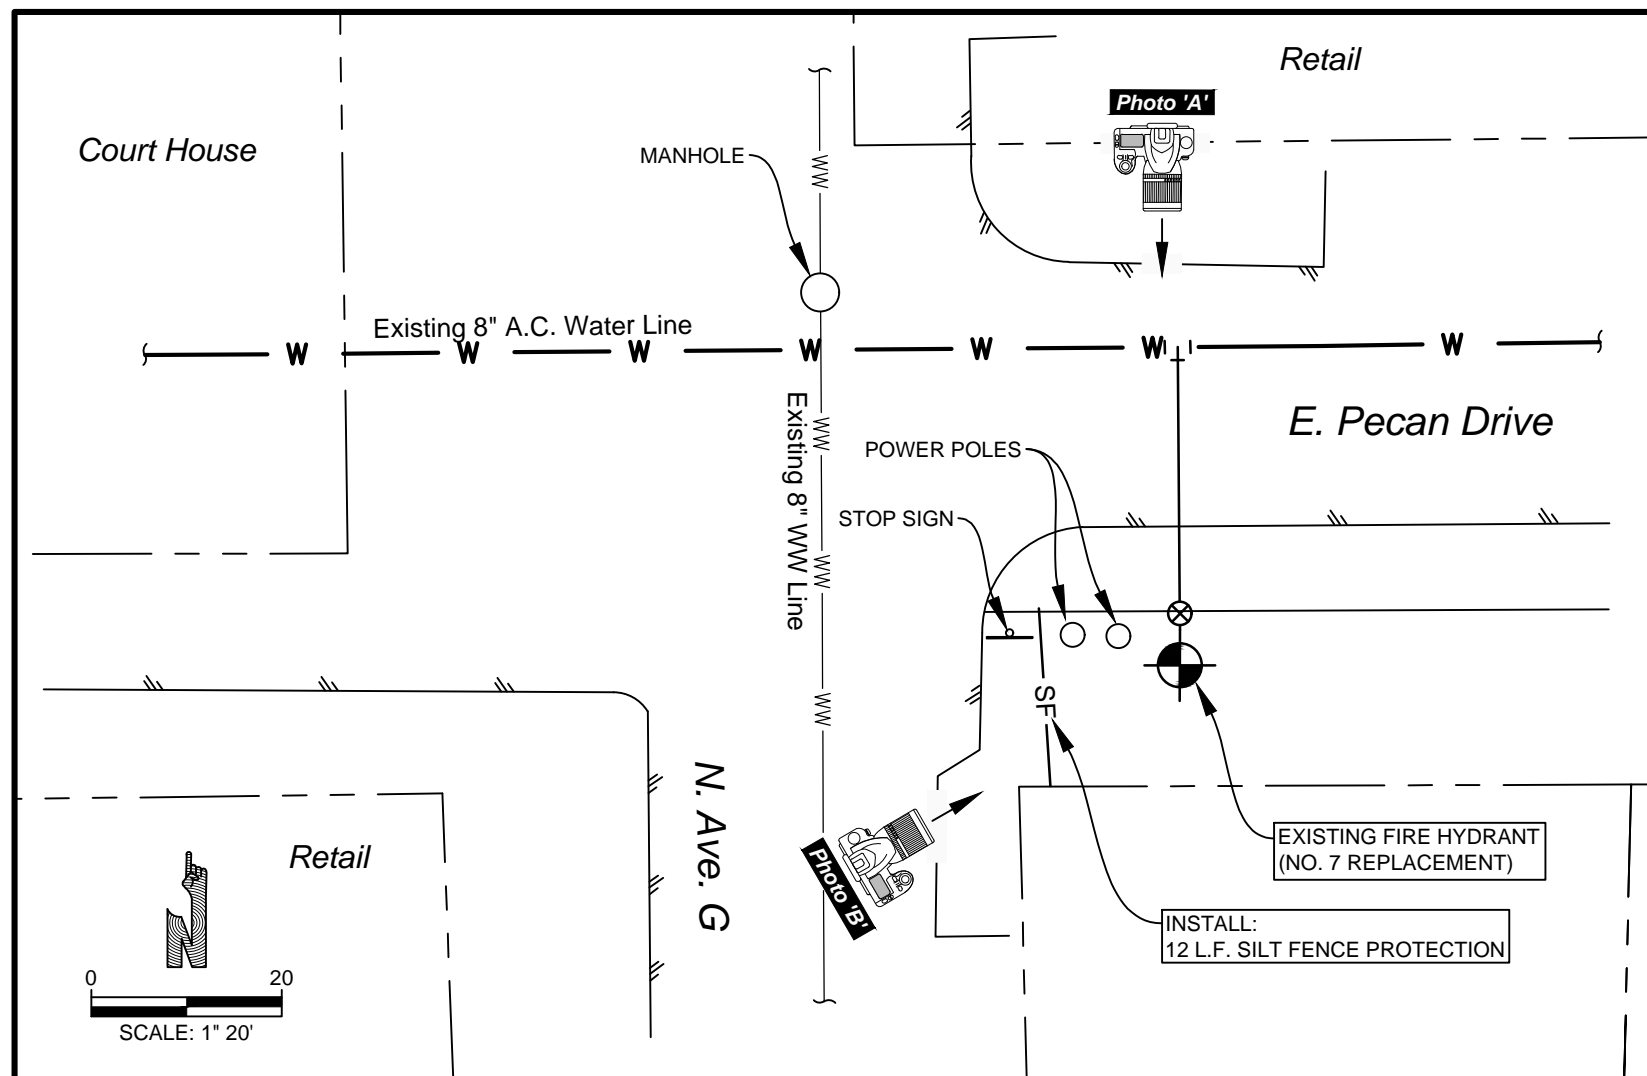 Retail
Photo 'A'
Court House
MANHOLE
Existing 8" A.C. Water Line
W W W W W W W
WW
WW
WW
WW
Existing 8" WW Line
E. Pecan Drive
POWER POLES
STOP SIGN
SF
N. Ave. G
Photo 'B'
EXISTING FIRE HYDRANT
(NO. 7 REPLACEMENT)
INSTALL:
12 L.F. SILT FENCE PROTECTION
Retail
N
0 20
SCALE: 1" 20'